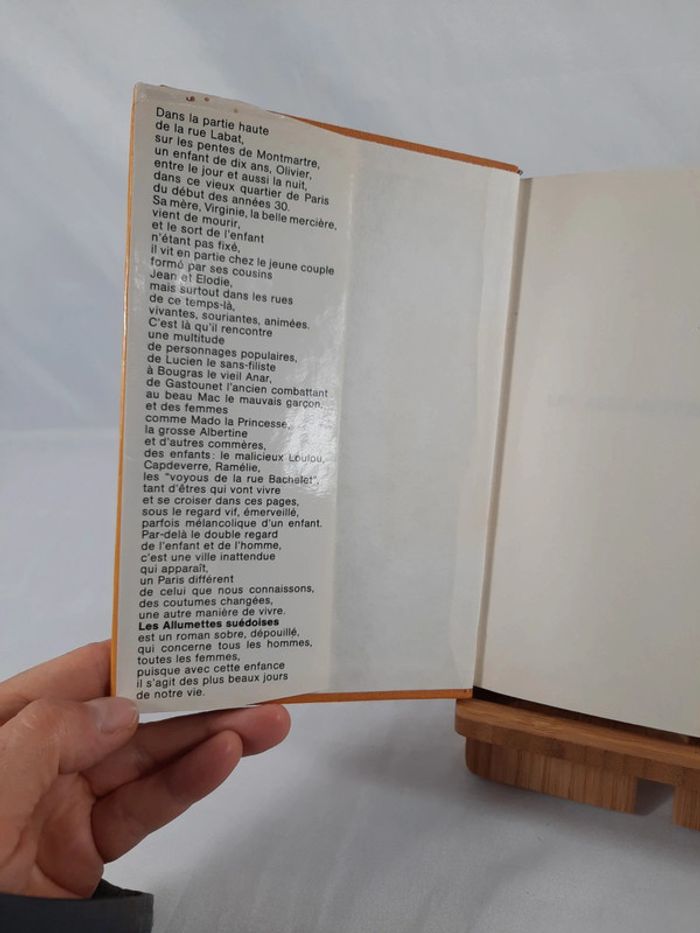 Dans la partie haute
de la rue Labat,
sur les pentes de Montmartre,
un enfant de dix ans, Olivier,
entre le jour et aussi la nuit,
dans ce vieux quartier de Paris
du début des années 30.
Sa mère, Virginie, la belle mercière,
vient de mourir,
et le sort de l'enfant
n'étant pas fixé,
il vit en partie chez le jeune couple
formé par ses cousins
Jean et Elodie,
mais surtout dans les rues
de ce temps-là,
vivantes, souriantes, animées.
C'est là qu'il rencontre
une multitude
de personnages populaires,
de Lucien le sans-filiste
à Bougras le vieil Anar,
de Gastounet l'ancien combattant
au beau Mac le mauvais garçon,
et des femmes
comme Mado la Princesse,
la grosse Albertine
et d'autres commères,
des enfants: le malicieux Loulou,
Capdeverre, Ramélie,
les "voyous de la rue Bachelet",
tant d'êtres qui vont vivre
et se croiser dans ces pages,
sous le regard vif, émerveillé,
parfois mélancolique d'un enfant.
Par-delà le double regard
de l'enfant et de l'homme,
c'est une ville inattendue
qui apparaît,
un Paris différent
de celui que nous connaissons,
des coutumes changées,
une autre manière de vivre.
Les Allumettes suédoises
est un roman sobre, dépouillé,
qui concerne tous les hommes,
toutes les femmes,
puisque avec cette enfance
il s'agit des plus beaux jours
de notre vie.